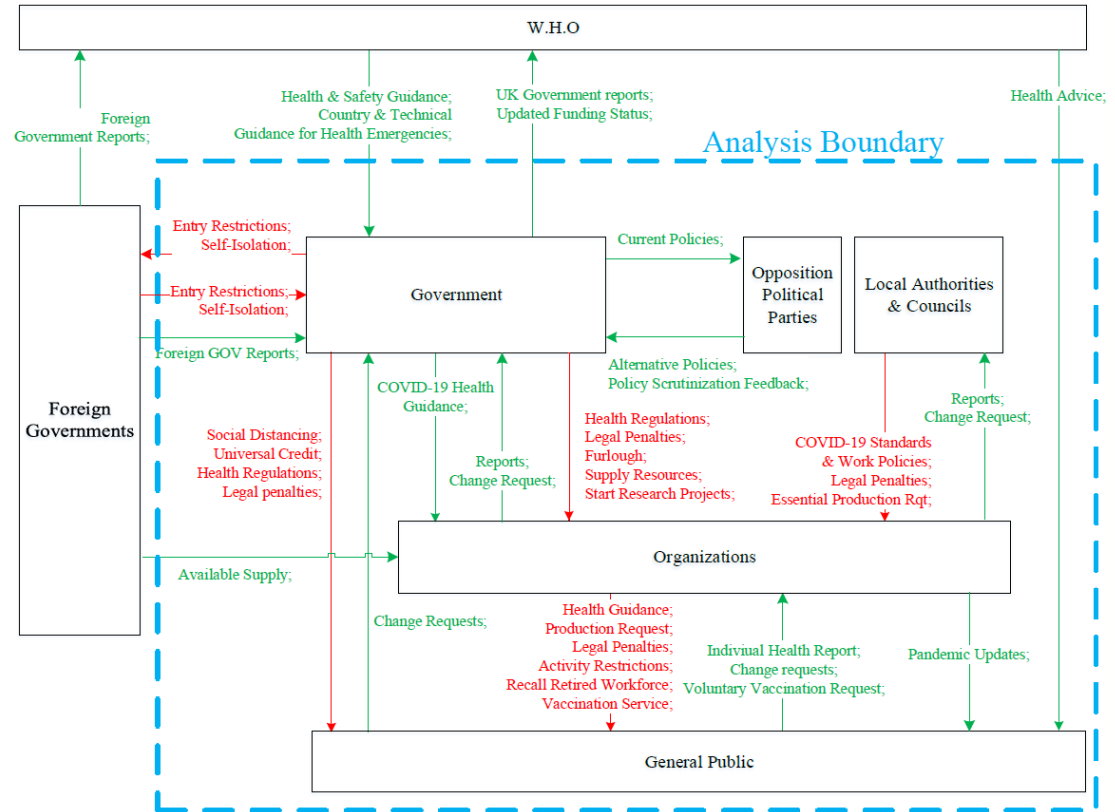 W.H.O
Foreign
Government Reports;
Health & Safety Guidance;
Country & Technical
Guidance for Health Emergencies;
UK Government reports;
Updated Funding Status;
Health Advice;
Analysis Boundary
Entry Restrictions;
Self-Isolation;
Entry Restrictions;
Self-Isolation;
Foreign GOV Reports;
Government
Current Policies;
Opposition
Political
Parties
Local Authorities
& Councils
Alternative Policies;
Policy Scrutinization Feedback;
Foreign
Governments
COVID-19 Health
Guidance;
Social Distancing;
Universal Credit;
Health Regulations;
Legal penalties;
Reports;
Change Request;
Health Regulations;
Legal Penalties;
Furlough;
Supply Resources;
Start Research Projects;
COVID-19 Standards
& Work Policies;
Legal Penalties;
Essential Production Rqt;
Reports;
Change Request;
Organizations
Available Supply;
Change Requests;
Health Guidance;
Production Request;
Legal Penalties;
Activity Restrictions;
Recall Retired Workforce;
Vaccination Service;
Indiviual Health Report;
Change requests;
Voluntary Vaccination Request;
Pandemic Updates;
General Public